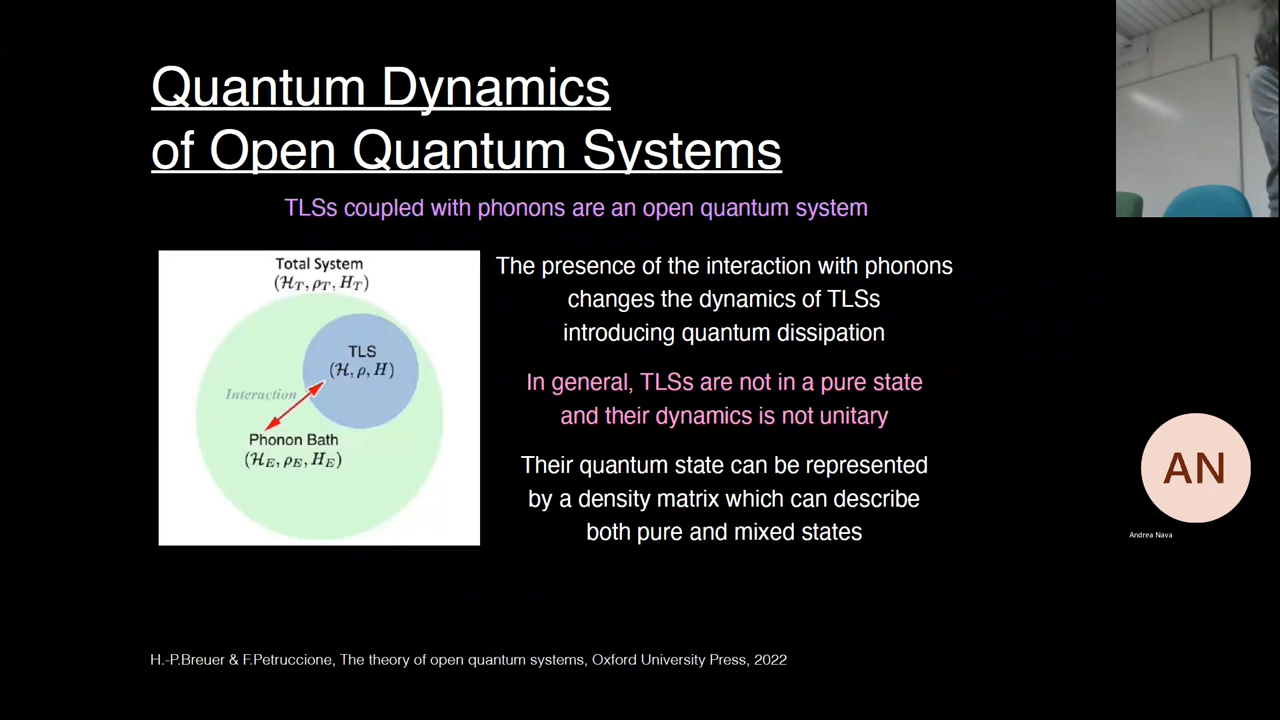 Quantum Dynamics
of Open Quantum Systems
TLSs coupled with phonons are an open quantum system
Total System
(ℋ_T, ρ_T, H_T)
TLS
(ℋ, ρ, H)
Interaction
Phonon Bath
(ℋ_E, ρ_E, H_E)
The presence of the interaction with phonons
changes the dynamics of TLSs
introducing quantum dissipation
In general, TLSs are not in a pure state
and their dynamics is not unitary
Their quantum state can be represented
by a density matrix which can describe
both pure and mixed states
H.-P.Breuer & F.Petruccione, The theory of open quantum systems, Oxford University Press, 2022
AN
Andrea Nava